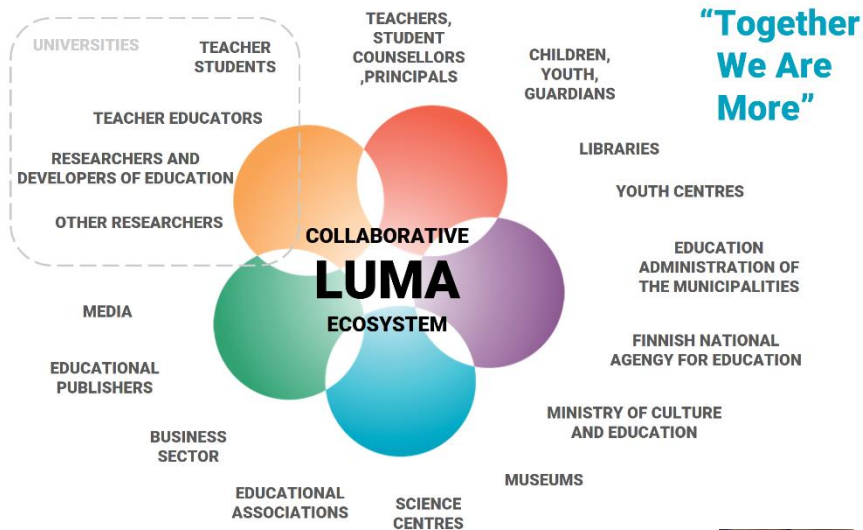 “Together
We Are
More”
UNIVERSITIES
TEACHER
STUDENTS
TEACHER EDUCATORS
RESEARCHERS AND
DEVELOPERS OF EDUCATION
OTHER RESEARCHERS
TEACHERS,
STUDENT
COUNSELLORS
,PRINCIPALS
CHILDREN,
YOUTH,
GUARDIANS
LIBRARIES
YOUTH CENTRES
EDUCATION
ADMINISTRATION OF
THE MUNICIPALITIES
FINNISH NATIONAL
AGENGY FOR EDUCATION
MINISTRY OF CULTURE
AND EDUCATION
MUSEUMS
SCIENCE
CENTRES
EDUCATIONAL
ASSOCIATIONS
BUSINESS
SECTOR
EDUCATIONAL
PUBLISHERS
MEDIA
COLLABORATIVE
LUMA
ECOSYSTEM